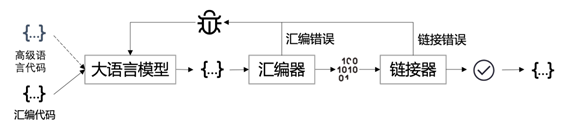 {...}
高级语
言代码
{...}
汇编代码
大语言模型
{...}
汇编错误
汇编器
100
1010
01
链接错误
链接器
{...}